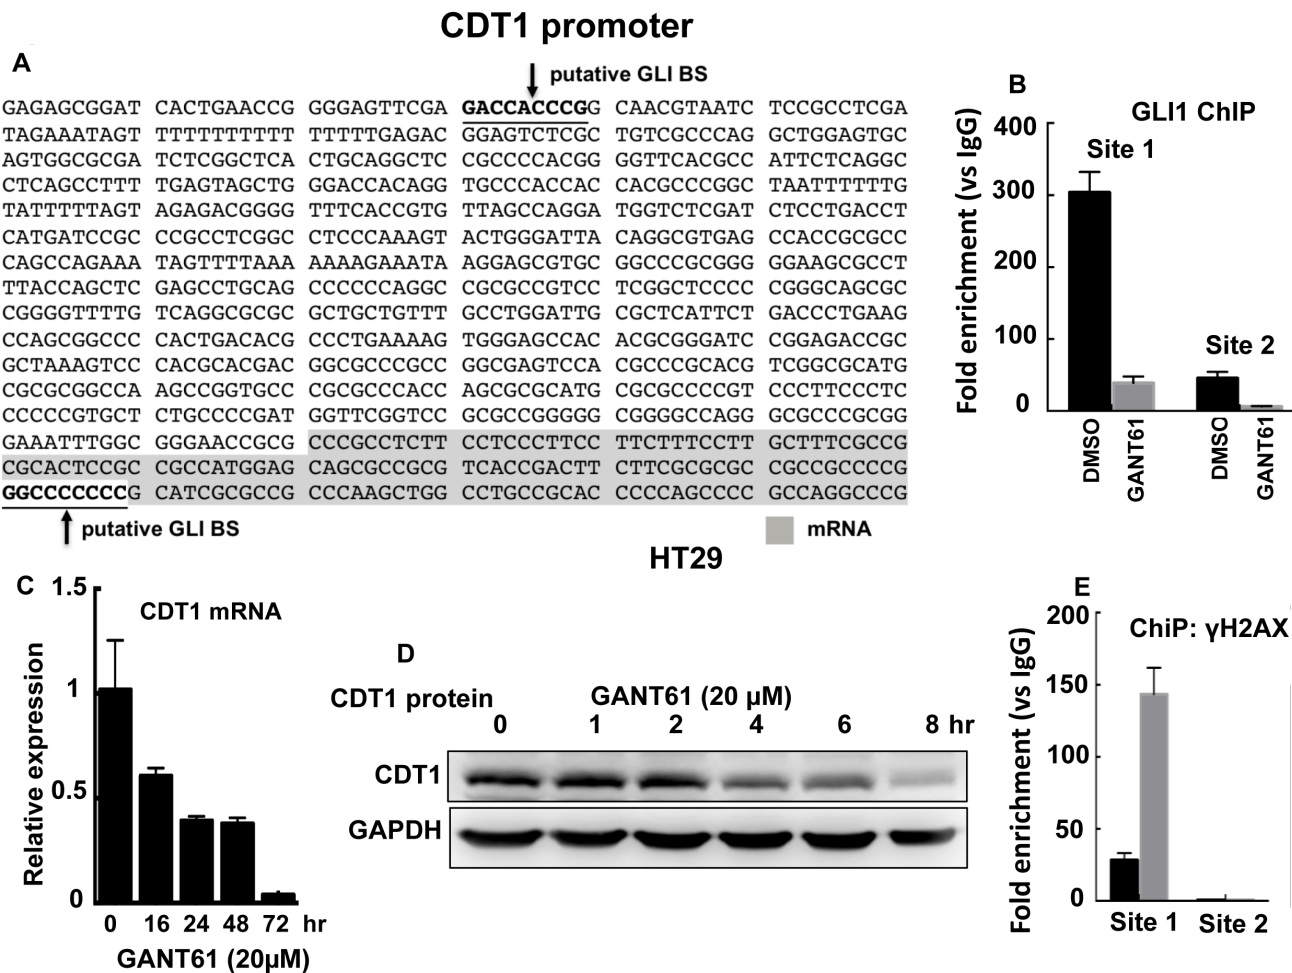 CDT1 promoter
A
putative GLI BS
GAGAGCGGAT CACTGAACCG GGGAGTTCGA GACCACCCGG CAACGTAATC TCCGCCTCGA
TAGAAATAGT TTTTTTTTTT TTTTTGAGAC GGAGTCTCGC TGTCGCCCAG GCTGGAGTGC
AGTGGCGCGA TCTCGGCTCA CTGCAGGCTC CGCCCCACGG GGTTCACGCC ATTCTCAGGC
CTCAGCCTTT TGAGTAGCTG GGACCACAGG TGCCCACCAC CACGCCCGGC TAATTTTTTG
TATTTTTAGT AGAGACGGGG TTTCACCGTG TTAGCCAGGA TGGTCTCGAT CTCCTGACCT
CATGATCCGC CCGCCTCGGC CTCCCAAAGT ACTGGGATTA CAGGCGTGAG CCACCGCGCC
CAGCCAGAAA TAGTTTTAAA AAAAGAAATA AGGAGCGTGC GGCCCGCGGG GGAAGCGCCT
TTACCAGCTC GAGCCTGCAG CCCCCCAGGC CGCGCCGTCC TCGGCTCCCC CGGGCAGCGC
CGGGGTTTTG TCAGGCGCGC GCTGCTGTTT GCCTGGATTG CGCTCATTCT GACCCTGAAG
CCAGCGGCCC CACTGACACG CCCTGAAAAG TGGGAGCCAC ACGCGGGATC CGGAGACCGC
GCTAAAGTCC CACGCACGAC GGCGCCCGCC GGCGAGTCCA CGCCCGCACG TCGGCGCATG
CGCGCGGCCA AGCCGGTGCC CGCGCCCACC AGCGCGCATG CGCGCCCCGT CCCTTCCCTC
CCCCCGTGCT CTGCCCCGAT GGTTCGGTCC GCGCCGGGGG CGGGGCCAGG GCGCCCGCGG
GAAATTTGGC GGGAACCGCG CCCGCCTCTT CCTCCCTTCC TTCTTTCCTT GCTTTCGCCG
CGCACTCCGC CGCCATGGAG CAGCGCCGCG TCACCGACTT CTTCGCGCGC CGCCGCCCCG
GGCCCCCCCG CATCGCGCCG CCCAAGCTGG CCTGCCGCAC CCCCAGCCCC GCCAGGCCCG
putative GLI BS
mRNA
B
GLI1 ChIP
Fold enrichment (vs IgG)
400
300
200
100
0
Site 1
Site 2
DMSO
GANT61
DMSO
GANT61
HT29
C
CDT1 mRNA
Relative expression
1.5
1
0.5
0
0 16 24 48 72 hr
GANT61 (20µM)
D
CDT1 protein
GANT61 (20 µM)
0 1 2 4 6 8 hr
CDT1
GAPDH
E
ChiP: γH2AX
Fold enrichment (vs IgG)
200
150
100
50
0
Site 1 Site 2